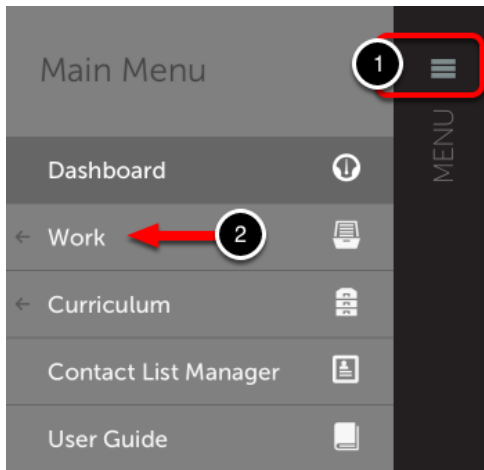 Main Menu
1
MENU
Dashboard
← Work
2
← Curriculum
Contact List Manager
User Guide